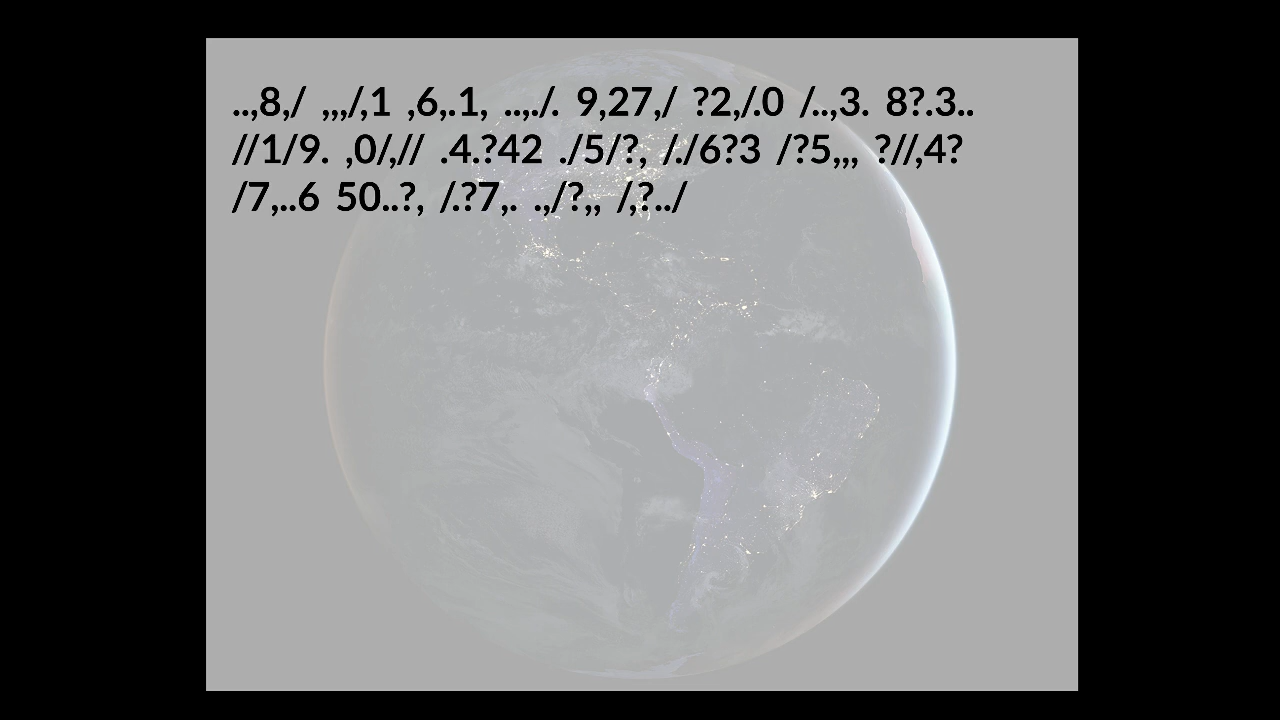 ..,8,/ ,,,/,1 ,6,.1, ..,./. 9,27,/ ?2,/.0 /..,3. 8?.3..
//1/9. ,0/,// .4.?42 ./5/?, /./6?3 /?5,,, ?//,4?
/7,..6 50..?, /.?7,. .,/?,, /,?../